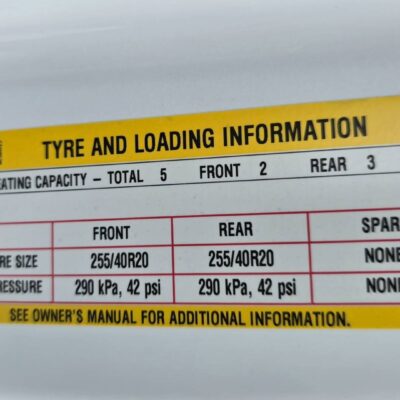 TYRE AND LOADING INFORMATION
ATING CAPACITY – TOTAL 5 FRONT 2 REAR 3
FRONT REAR SPAR
RE SIZE 255/40R20 255/40R20 NONE
RESSURE 290 kPa, 42 psi 290 kPa, 42 psi NONE
SEE OWNER'S MANUAL FOR ADDITIONAL INFORMATION.